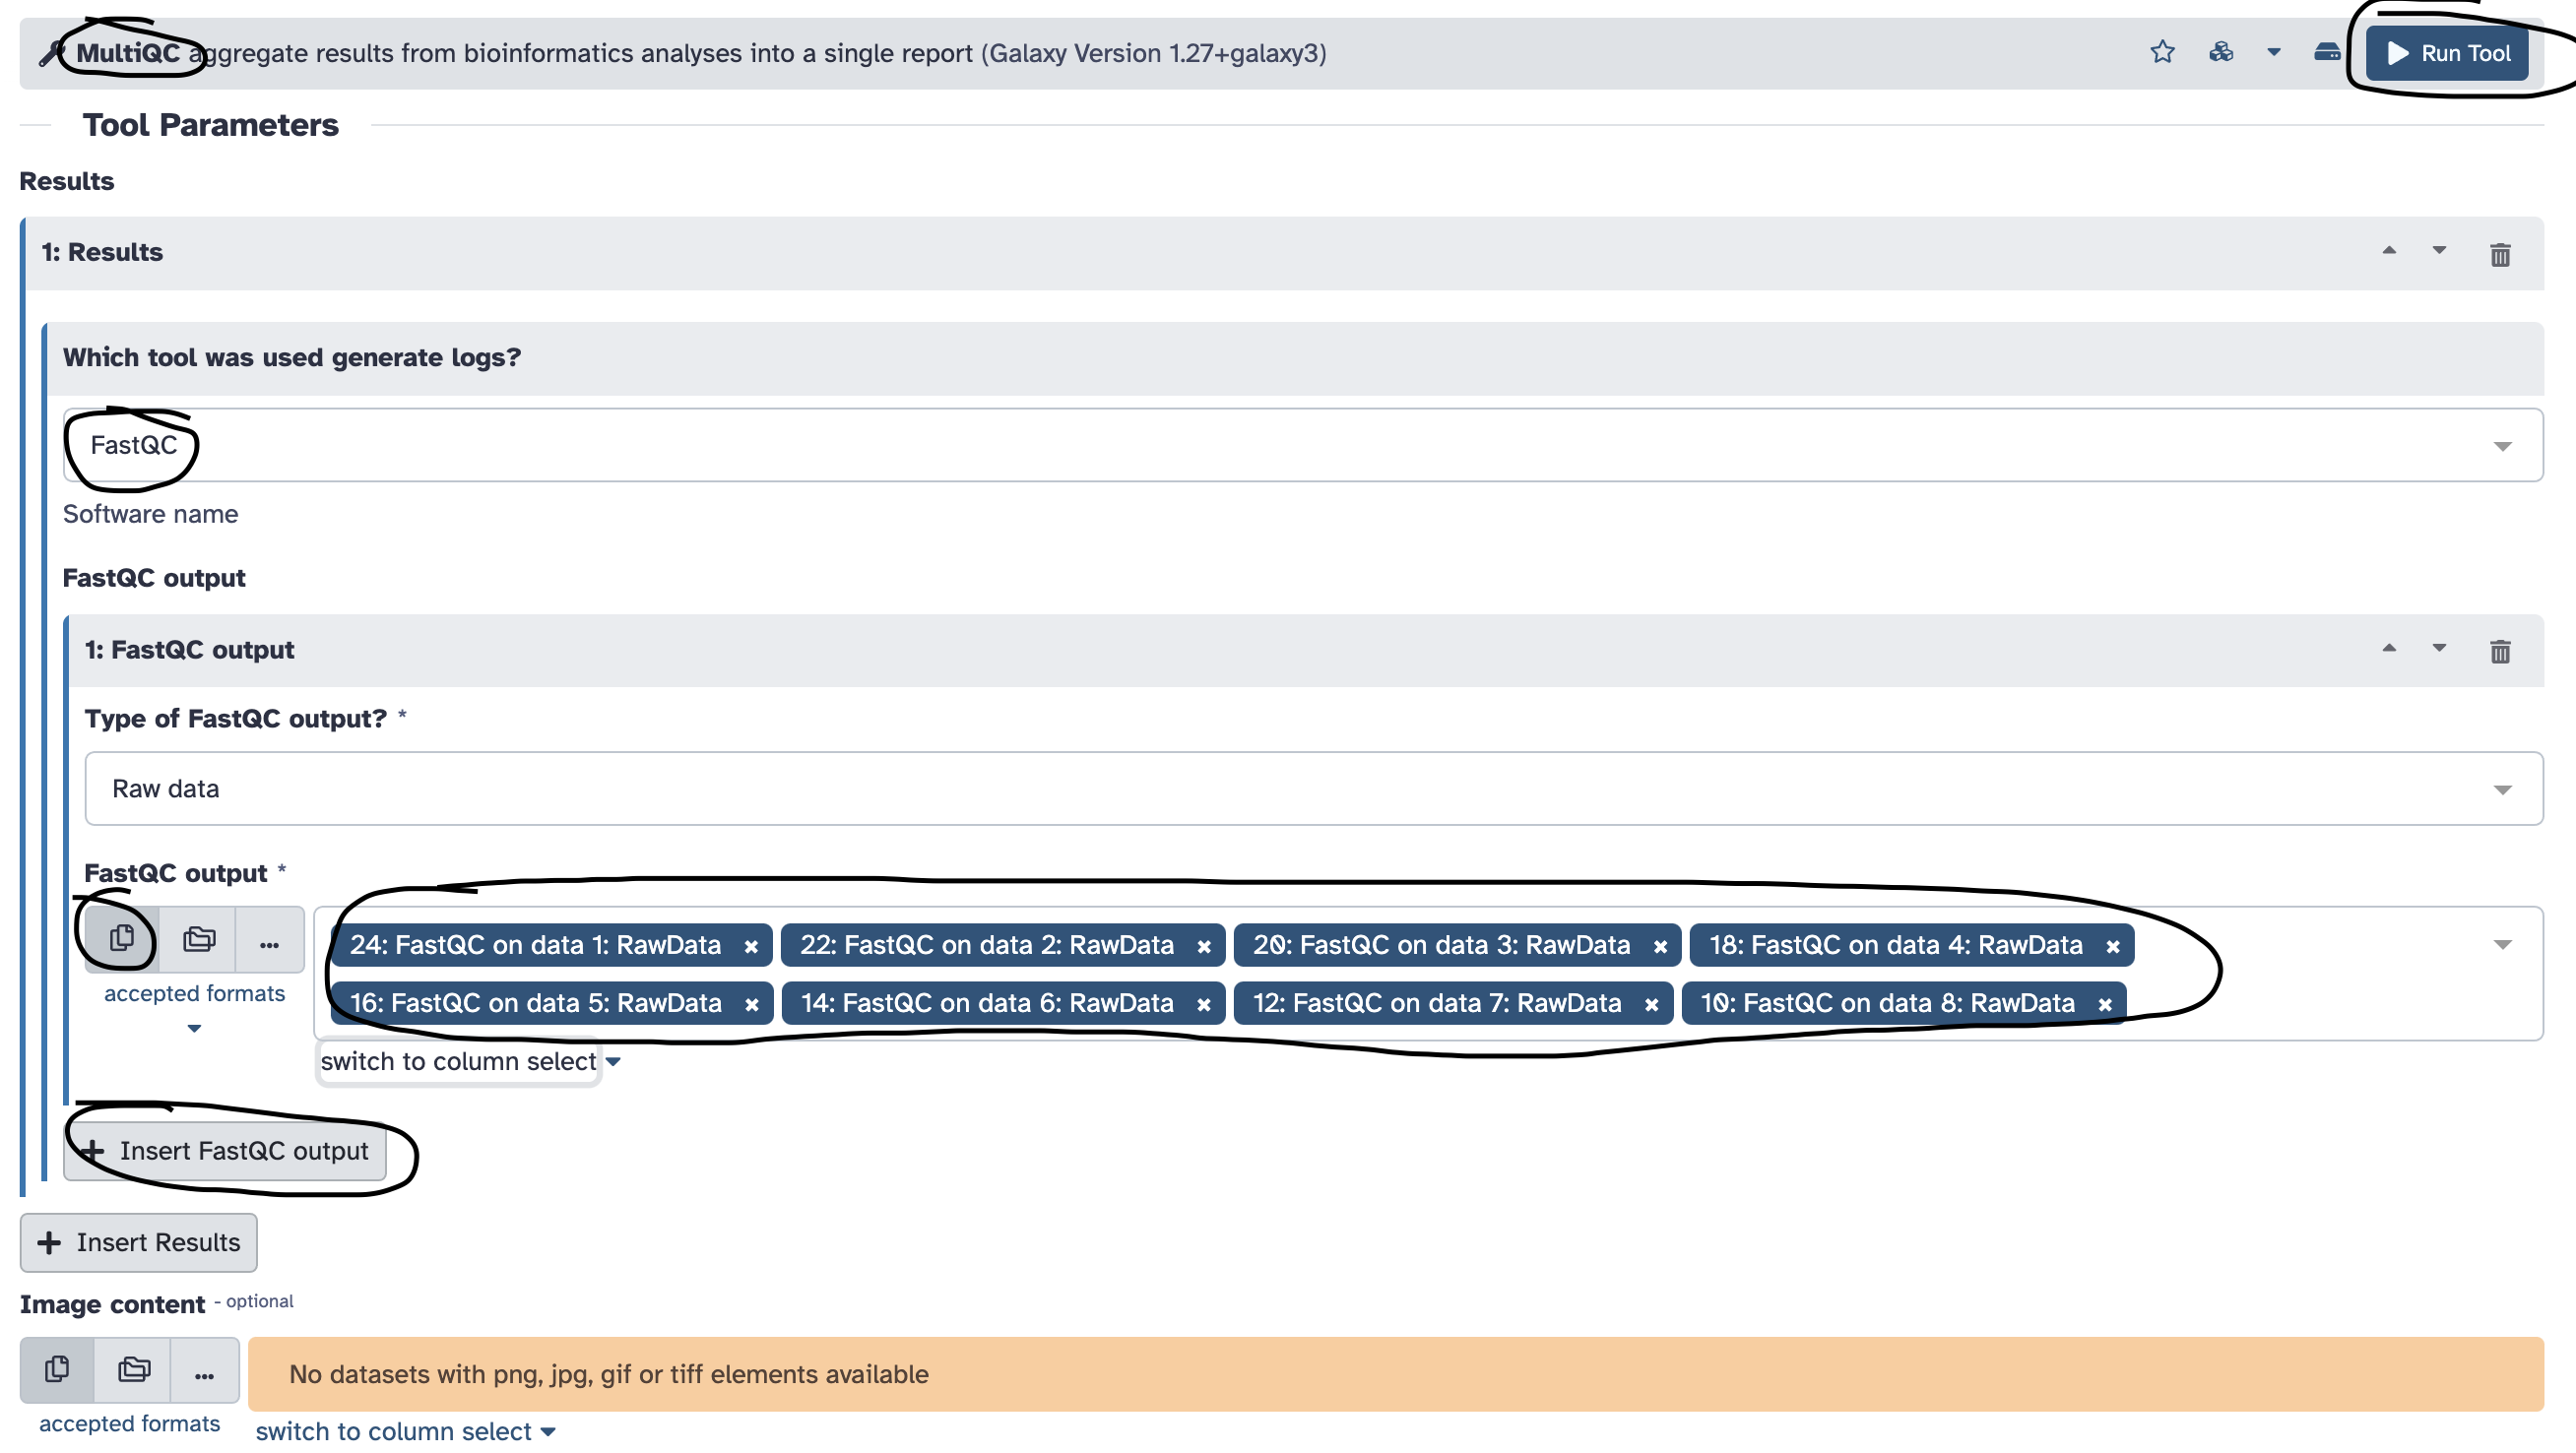 MultiQC aggregate results from bioinformatics analyses into a single report (Galaxy Version 1.27+galaxy3)
Run Tool
Tool Parameters
Results
1: Results
Which tool was used generate logs?
FastQC
Software name
FastQC output
1: FastQC output
Type of FastQC output? *
Raw data
FastQC output *
...
24: FastQC on data 1: RawData × 22: FastQC on data 2: RawData × 20: FastQC on data 3: RawData × 18: FastQC on data 4: RawData ×
accepted formats
16: FastQC on data 5: RawData × 14: FastQC on data 6: RawData × 12: FastQC on data 7: RawData × 10: FastQC on data 8: RawData ×
switch to column select
+ Insert FastQC output
+ Insert Results
Image content - optional
...
No datasets with png, jpg, gif or tiff elements available
accepted formats
switch to column select